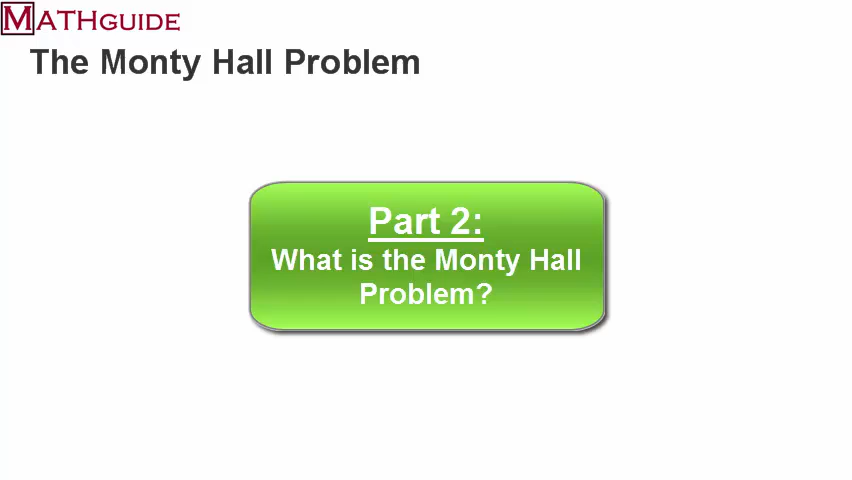 MATHGUIDE
The Monty Hall Problem
Part 2:
What is the Monty Hall
Problem?